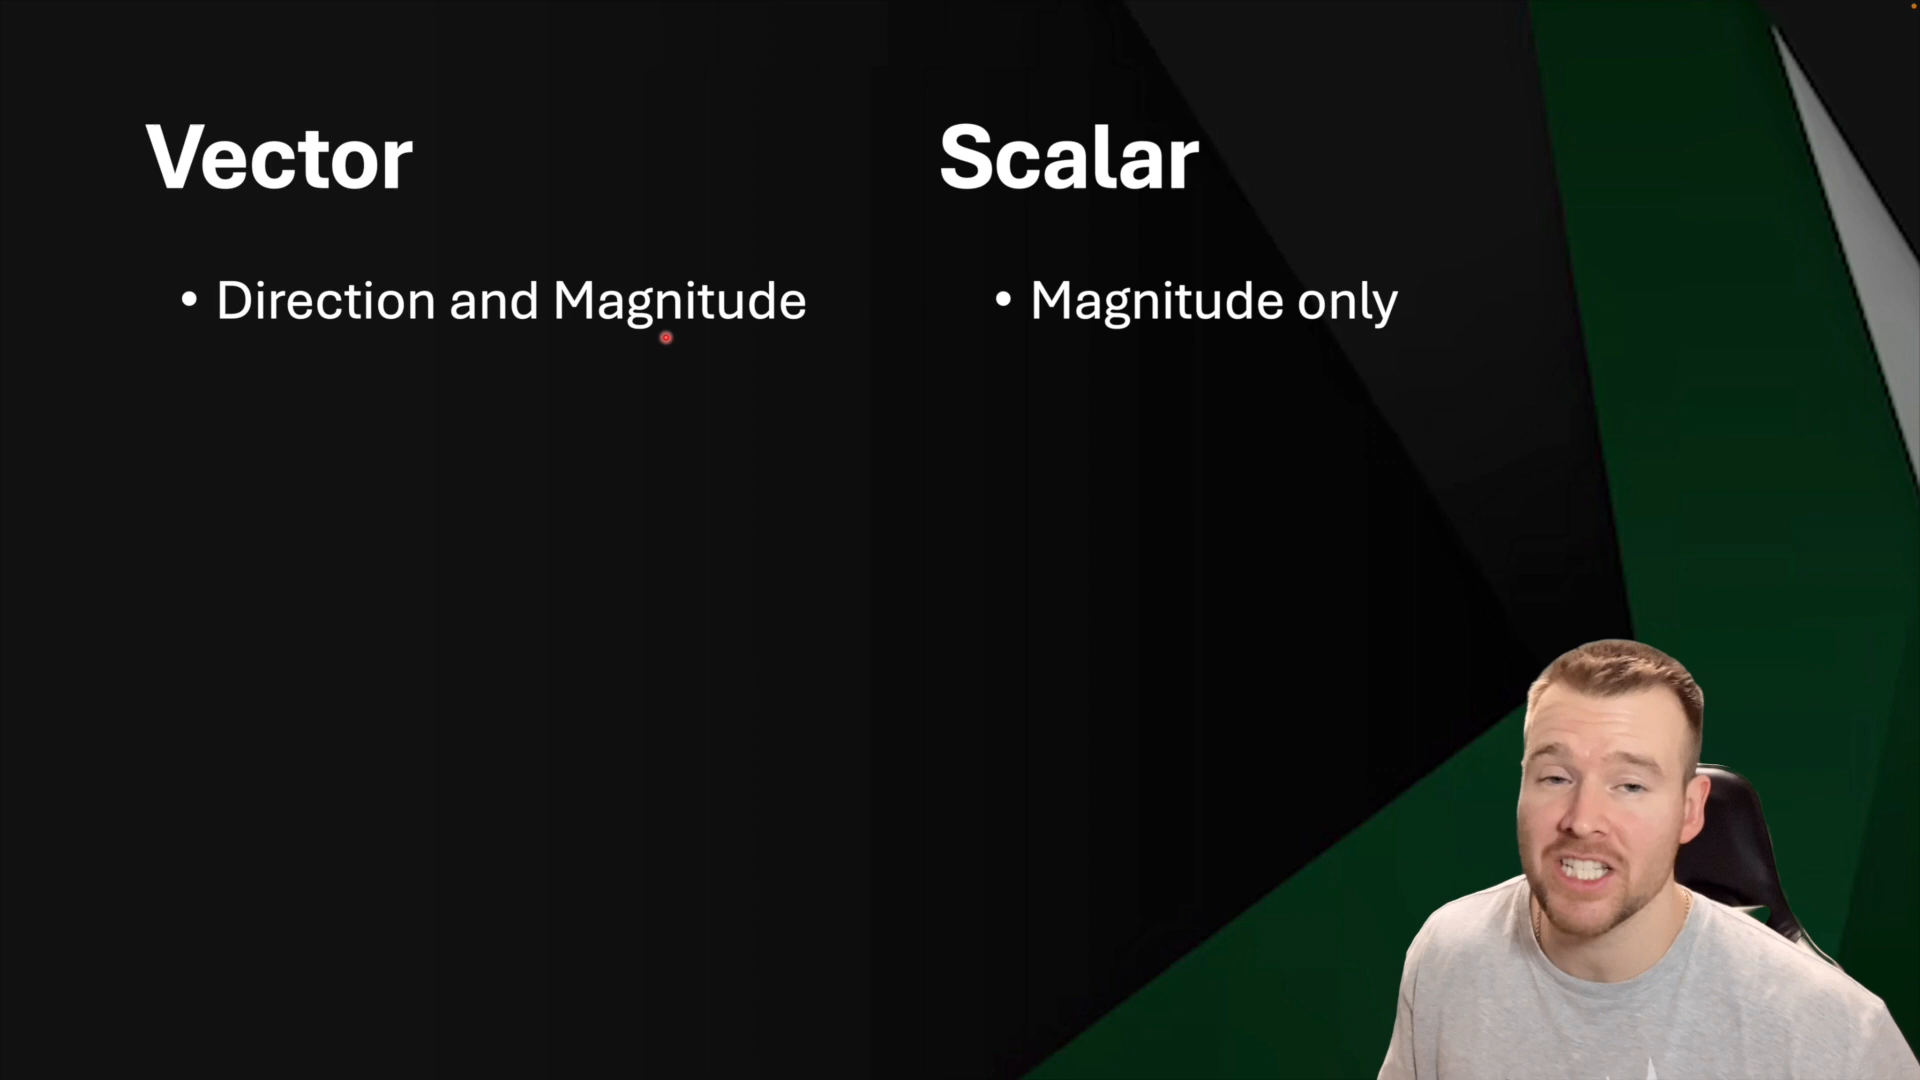 Vector
• Direction and Magnitude
Scalar
• Magnitude only